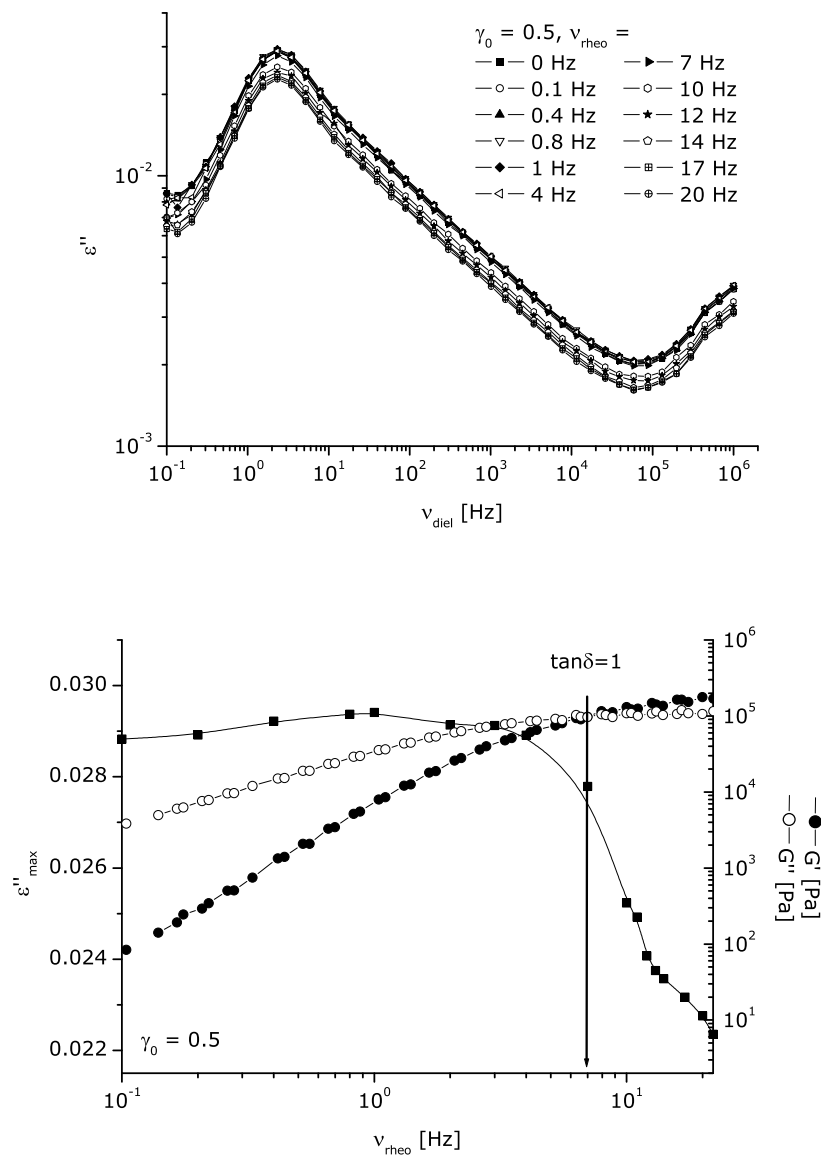 γ0 = 0.5, νrheo =
0 Hz
7 Hz
0.1 Hz
10 Hz
0.4 Hz
12 Hz
0.8 Hz
14 Hz
1 Hz
17 Hz
4 Hz
20 Hz
10-2
10-3
ε''
10-1 100 101 102 103 104 105 106
νdiel [Hz]
tanδ=1
0.030
0.028
0.026
0.024
0.022
ε''max
106
105
104
103
102
101
G' [Pa]
G'' [Pa]
γ0 = 0.5
10-1 100 101
νrheo [Hz]